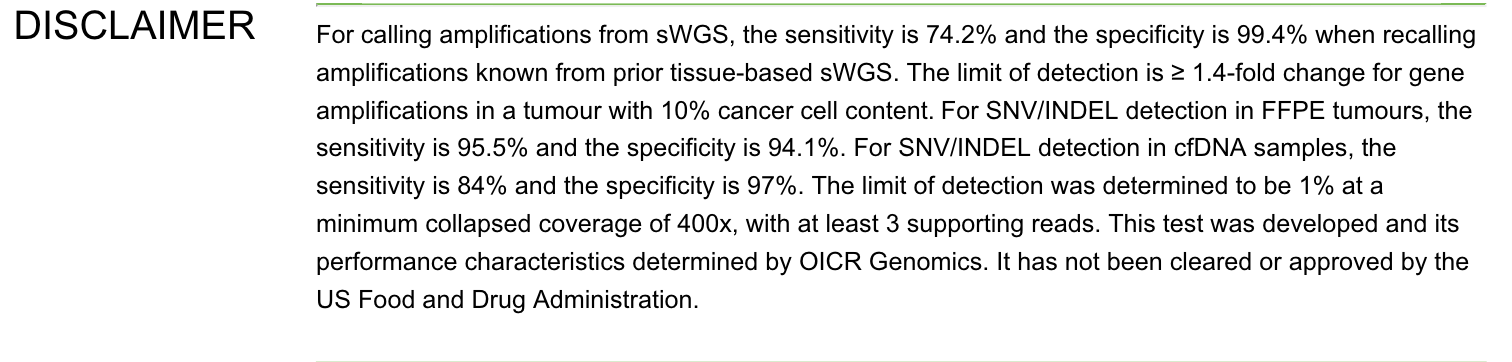 DISCLAIMER
For calling amplifications from sWGS, the sensitivity is 74.2% and the specificity is 99.4% when recalling
amplifications known from prior tissue-based sWGS. The limit of detection is ≥ 1.4-fold change for gene
amplifications in a tumour with 10% cancer cell content. For SNV/INDEL detection in FFPE tumours, the
sensitivity is 95.5% and the specificity is 94.1%. For SNV/INDEL detection in cfDNA samples, the
sensitivity is 84% and the specificity is 97%. The limit of detection was determined to be 1% at a
minimum collapsed coverage of 400x, with at least 3 supporting reads. This test was developed and its
performance characteristics determined by OICR Genomics. It has not been cleared or approved by the
US Food and Drug Administration.